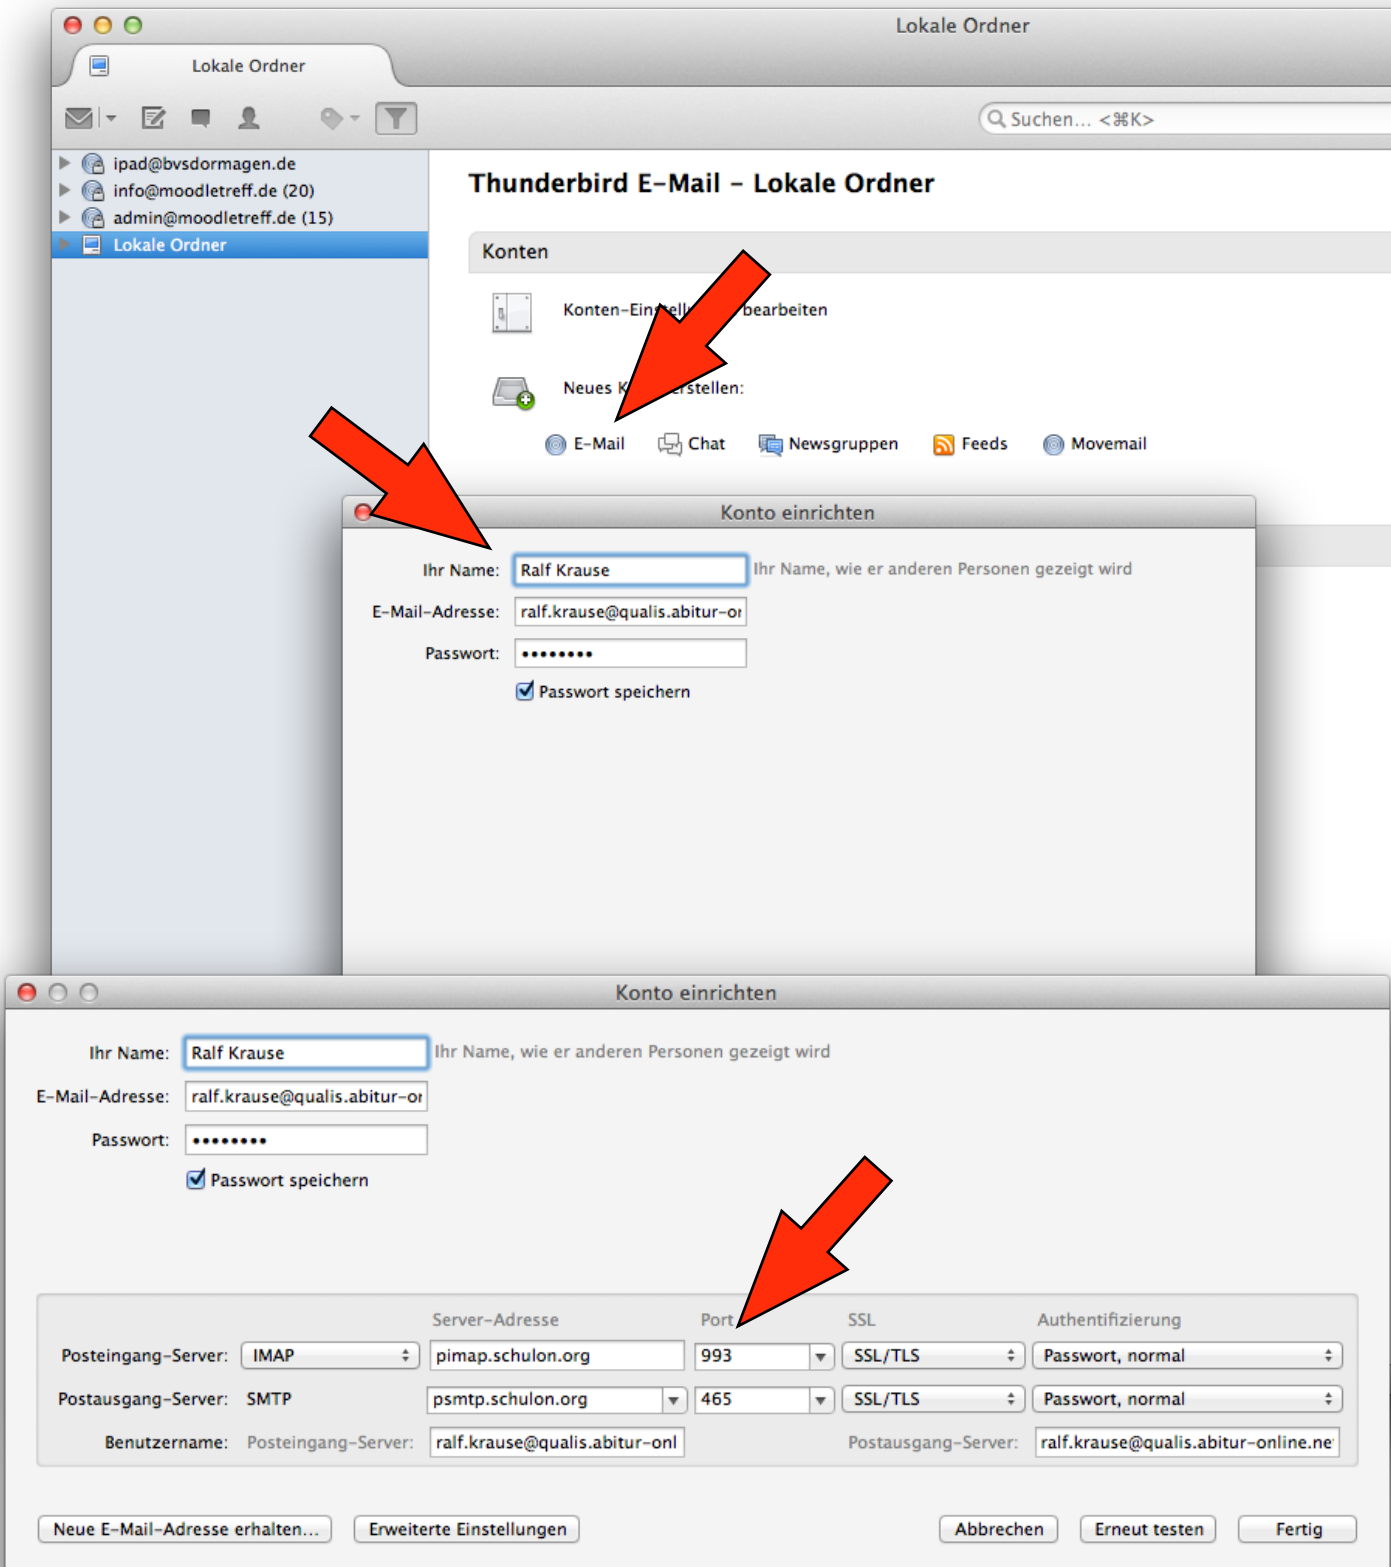 Lokale Ordner
Lokale Ordner
Suchen... <⌘K>
ipad@bvsdormagen.de
info@moodletreff.de (20)
admin@moodletreff.de (15)
Lokale Ordner
Thunderbird E-Mail – Lokale Ordner
Konten
bearbeiten
Neues erstellen:
E-Mail Chat Newsgruppen Feeds Movemail
Konto einrichten
Ihr Name: Ralf Krause Ihr Name, wie er anderen Personen gezeigt wird
E-Mail-Adresse: ralf.krause@qualis.abitur-or
Passwort: ••••••••
Passwort speichern
Konto einrichten
Ihr Name: Ralf Krause Ihr Name, wie er anderen Personen gezeigt wird
E-Mail-Adresse: ralf.krause@qualis.abitur-or
Passwort: ••••••••
Passwort speichern
Server-Adresse Port SSL Authentifizierung
Posteingang-Server: IMAP pimap.schulon.org 993 SSL/TLS Passwort, normal
Postausgang-Server: SMTP psmtp.schulon.org 465 SSL/TLS Passwort, normal
Benutzername: Posteingang-Server: ralf.krause@qualis.abitur-onl Postausgang-Server: ralf.krause@qualis.abitur-online.ne
Neue E-Mail-Adresse erhalten... Erweiterte Einstellungen Abbrechen Erneut testen Fertig